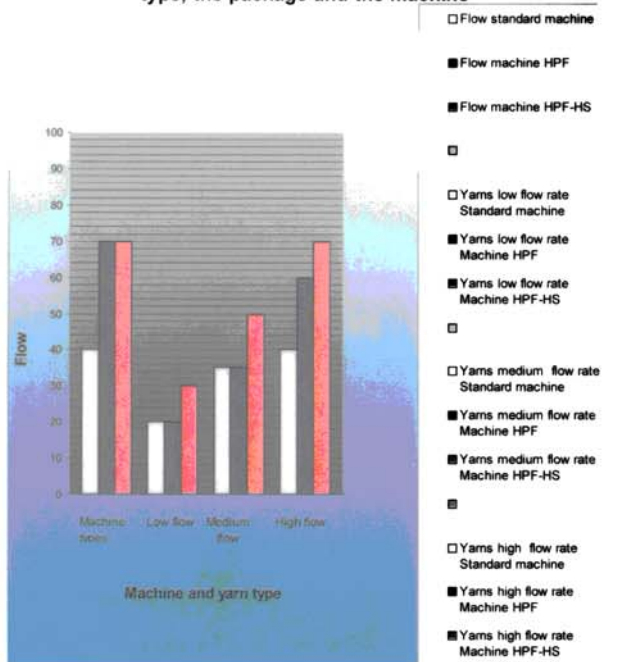 type, the package and the machine
Flow standard machine
Flow machine HPF
Flow machine HPF-HS
Yarns low flow rate
Standard machine
Yarns low flow rate
Machine HPF
Yarns low flow rate
Machine HPF-HS
Yarns medium flow rate
Standard machine
Yarns medium flow rate
Machine HPF
Yarns medium flow rate
Machine HPF-HS
Yarns high flow rate
Standard machine
Yarns high flow rate
Machine HPF
Yarns high flow rate
Machine HPF-HS
100
90
80
70
60
50
40
30
20
10
0
Flow
Machine types
Low flow
Medium flow
High flow
Machine and yarn type